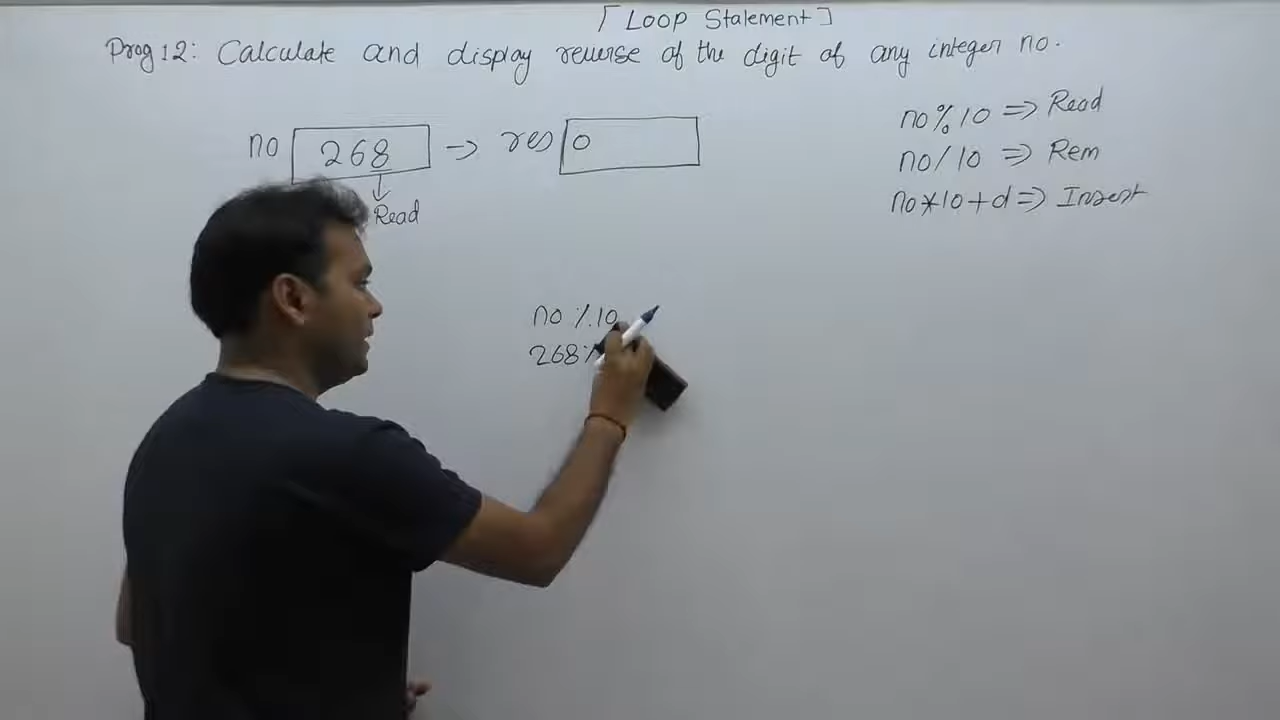 [Loop Statement]
Prog 12: Calculate and display reverse of the digit of any integer no.
no 268 → res 0
Read
no%10 => Read
no/10 => Rem
no*10+d => Insert
no %10
268%